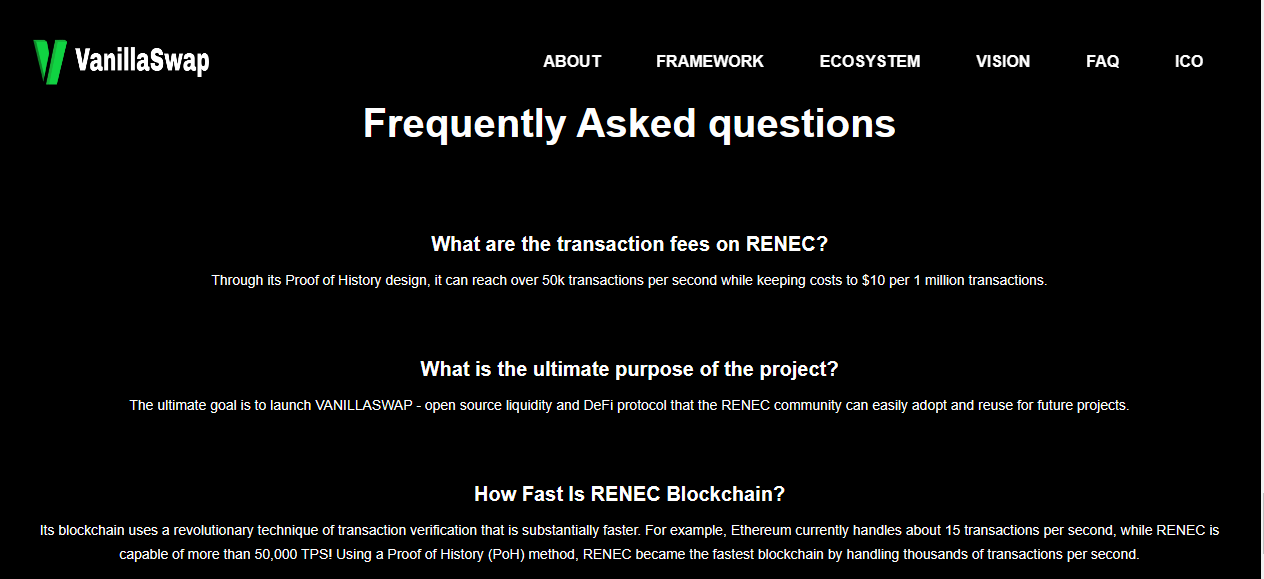 VanillaSwap
ABOUT FRAMEWORK ECOSYSTEM VISION FAQ ICO
Frequently Asked questions
What are the transaction fees on RENEC?
Through its Proof of History design, it can reach over 50k transactions per second while keeping costs to $10 per 1 million transactions.
What is the ultimate purpose of the project?
The ultimate goal is to launch VANILLASWAP - open source liquidity and DeFi protocol that the RENEC community can easily adopt and reuse for future projects.
How Fast Is RENEC Blockchain?
Its blockchain uses a revolutionary technique of transaction verification that is substantially faster. For example, Ethereum currently handles about 15 transactions per second, while RENEC is
capable of more than 50,000 TPS! Using a Proof of History (PoH) method, RENEC became the fastest blockchain by handling thousands of transactions per second.